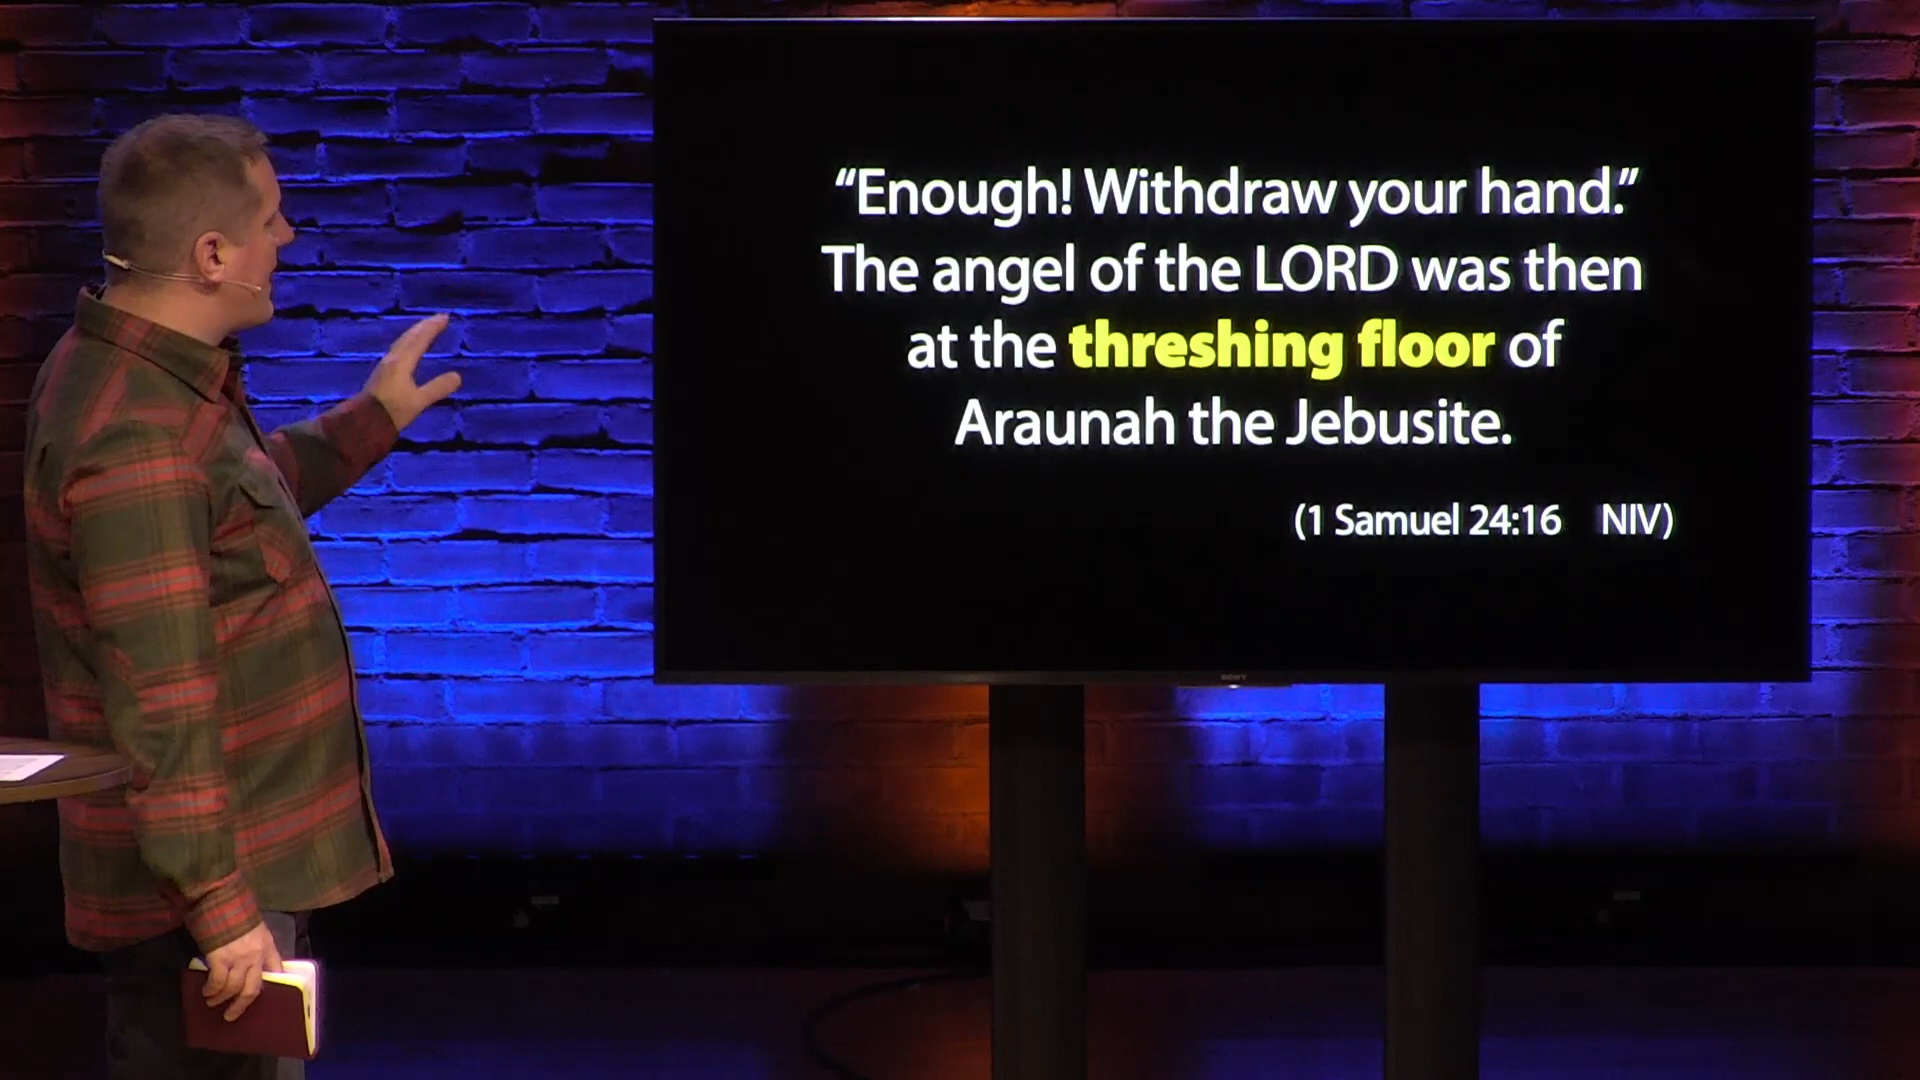 “Enough! Withdraw your hand.”
The angel of the LORD was then
at the threshing floor of
Araunah the Jebusite.
(1 Samuel 24:16 NIV)
SONY